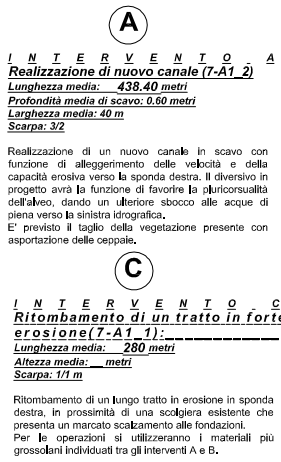 A
I N T E R V E N T O - A
Realizzazione di nuovo canale (7-A1_2)
Lunghezza media: 438.40 metri
Profondità media di scavo: 0.60 metri
Larghezza media: 40 m
Scarpa: 3/2
Realizzazione di un nuovo canale in scavo con
funzione di alleggerimento delle velocità e della
capacità erosiva verso la sponda destra. Il diversivo in
progetto avrà la funzione di favorire la pluricorsualità
dell'alveo, dando un ulteriore sbocco alle acque di
piena verso la sinistra idrografica.
E' previsto il taglio della vegetazione presente con
asportazione delle ceppaie.
C
I N T E R V E N T O - C
Ritombamento di un tratto in forte
erosione(7-A1_1):
Lunghezza media: 280 metri
Altezza media: __ metri
Scarpa: 1/1 m
Ritombamento di un lungo tratto in erosione in sponda
destra, in prossimità di una scogliera esistente che
presenta un marcato scalzamento alle fondazioni.
Per le operazioni si utilizzeranno i materiali più
grossolani individuati tra gli interventi A e B.